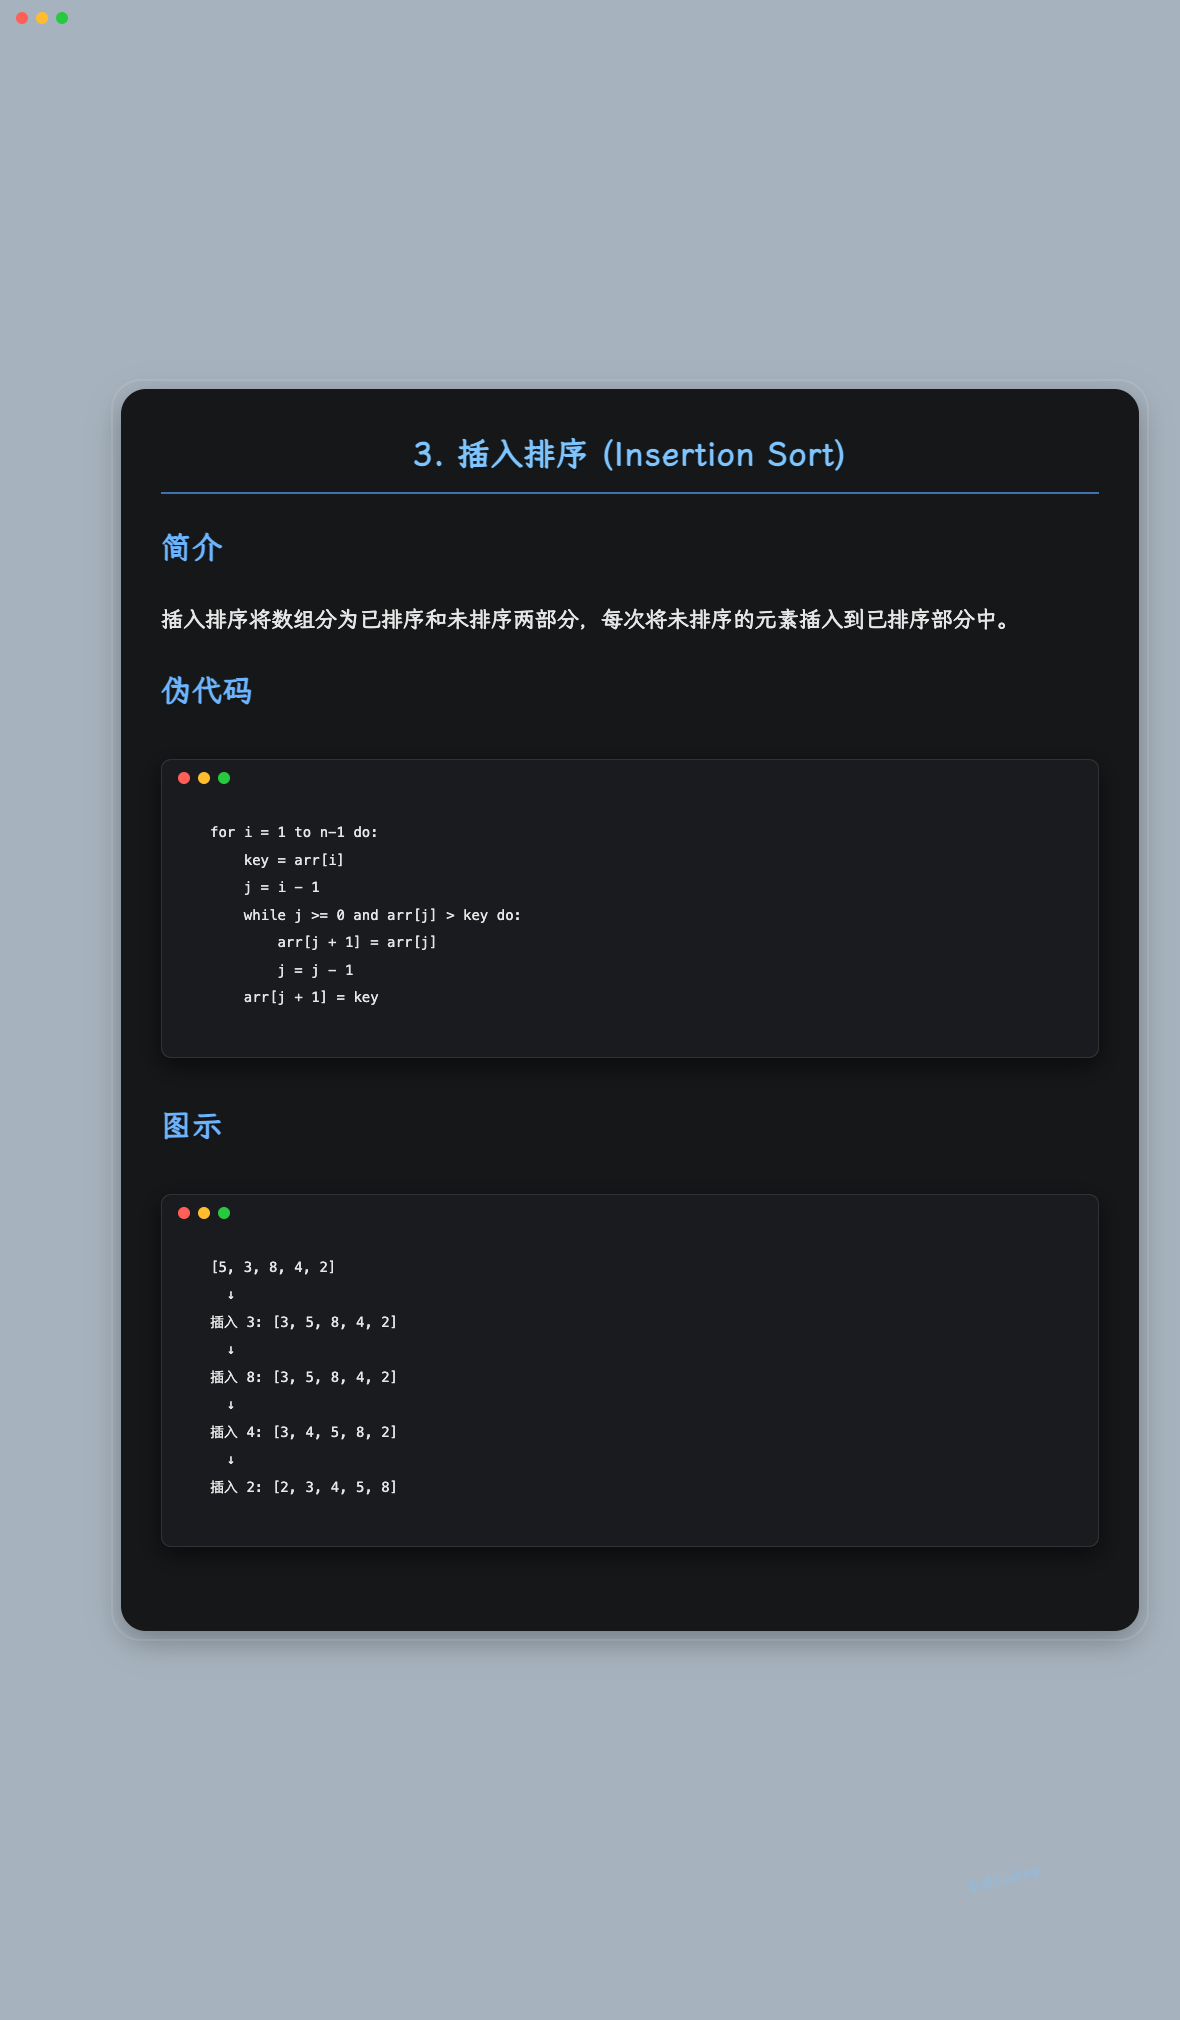 3. 插入排序 (Insertion Sort)
简介
插入排序将数组分为已排序和未排序两部分，每次将未排序的元素插入到已排序部分中。
伪代码
for i = 1 to n-1 do:
    key = arr[i]
    j = i - 1
    while j >= 0 and arr[j] > key do:
        arr[j + 1] = arr[j]
        j = j - 1
    arr[j + 1] = key
图示
[5, 3, 8, 4, 2]
  ↓
插入 3: [3, 5, 8, 4, 2]
  ↓
插入 8: [3, 5, 8, 4, 2]
  ↓
插入 4: [3, 4, 5, 8, 2]
  ↓
插入 2: [2, 3, 4, 5, 8]